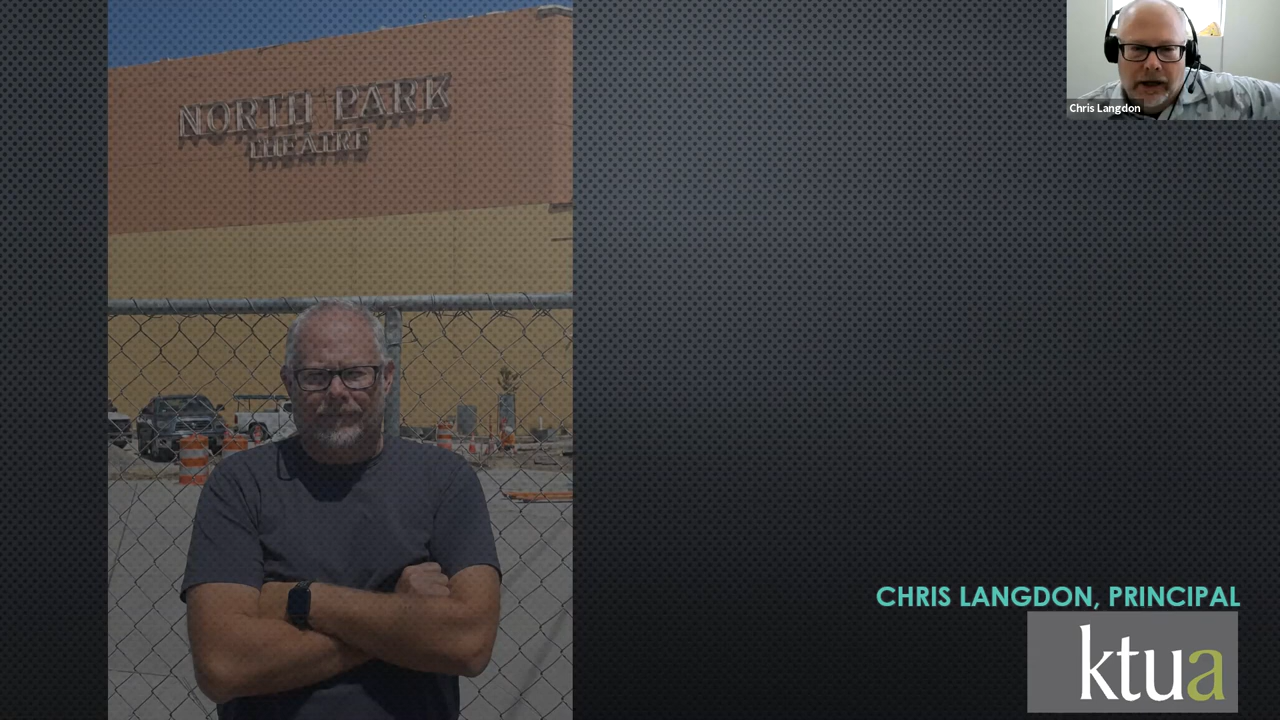 NORTH PARK
THEATRE
Chris Langdon
CHRIS LANGDON, PRINCIPAL
ktua